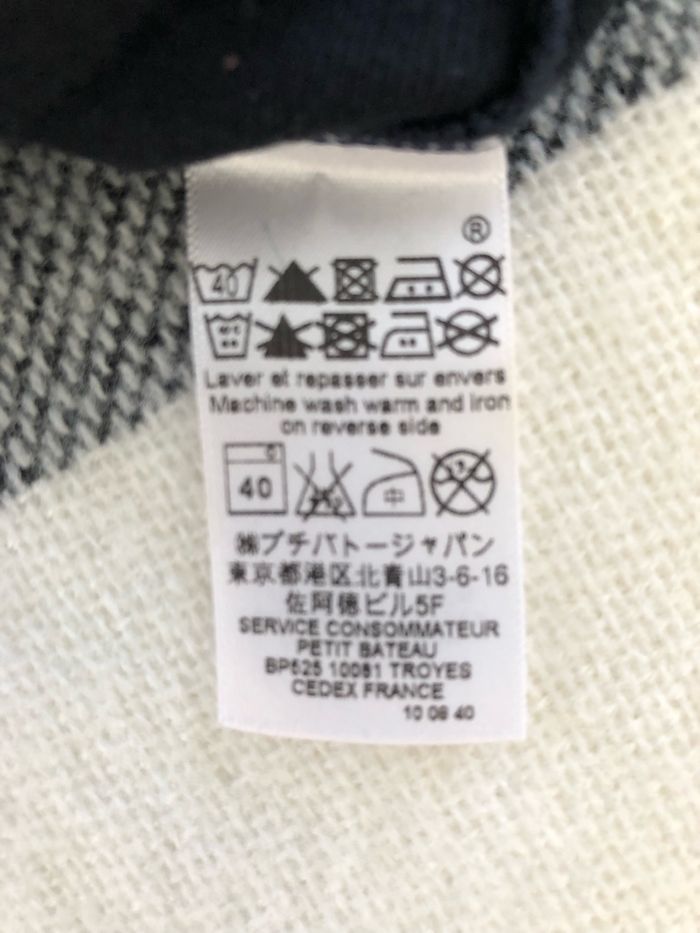 ®
40
Laver et repasser sur envers
Machine wash warm and iron
on reverse side
40 中
㈱プチバトージャパン
東京都港区北青山3-6-16
佐阿徳ビル5F
SERVICE CONSOMMATEUR
PETIT BATEAU
BP525 10081 TROYES
CEDEX FRANCE
10 08 40